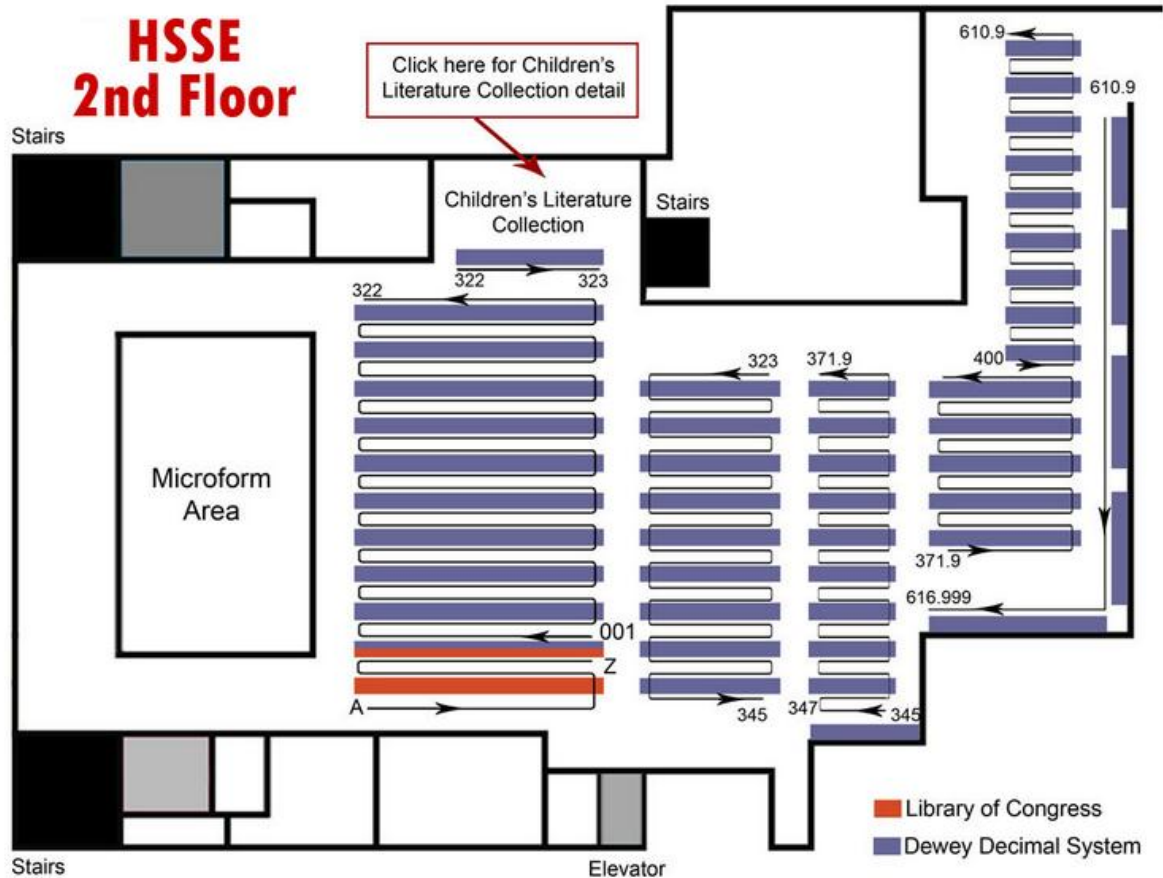 HSSE
2nd Floor
Click here for Children's
Literature Collection detail
610.9
610.9
Stairs
Children's Literature
Collection
Stairs
322
323
322
323
371.9
400
Microform
Area
371.9
616.999
001
Z
A
345
347
345
Library of Congress
Dewey Decimal System
Stairs
Elevator